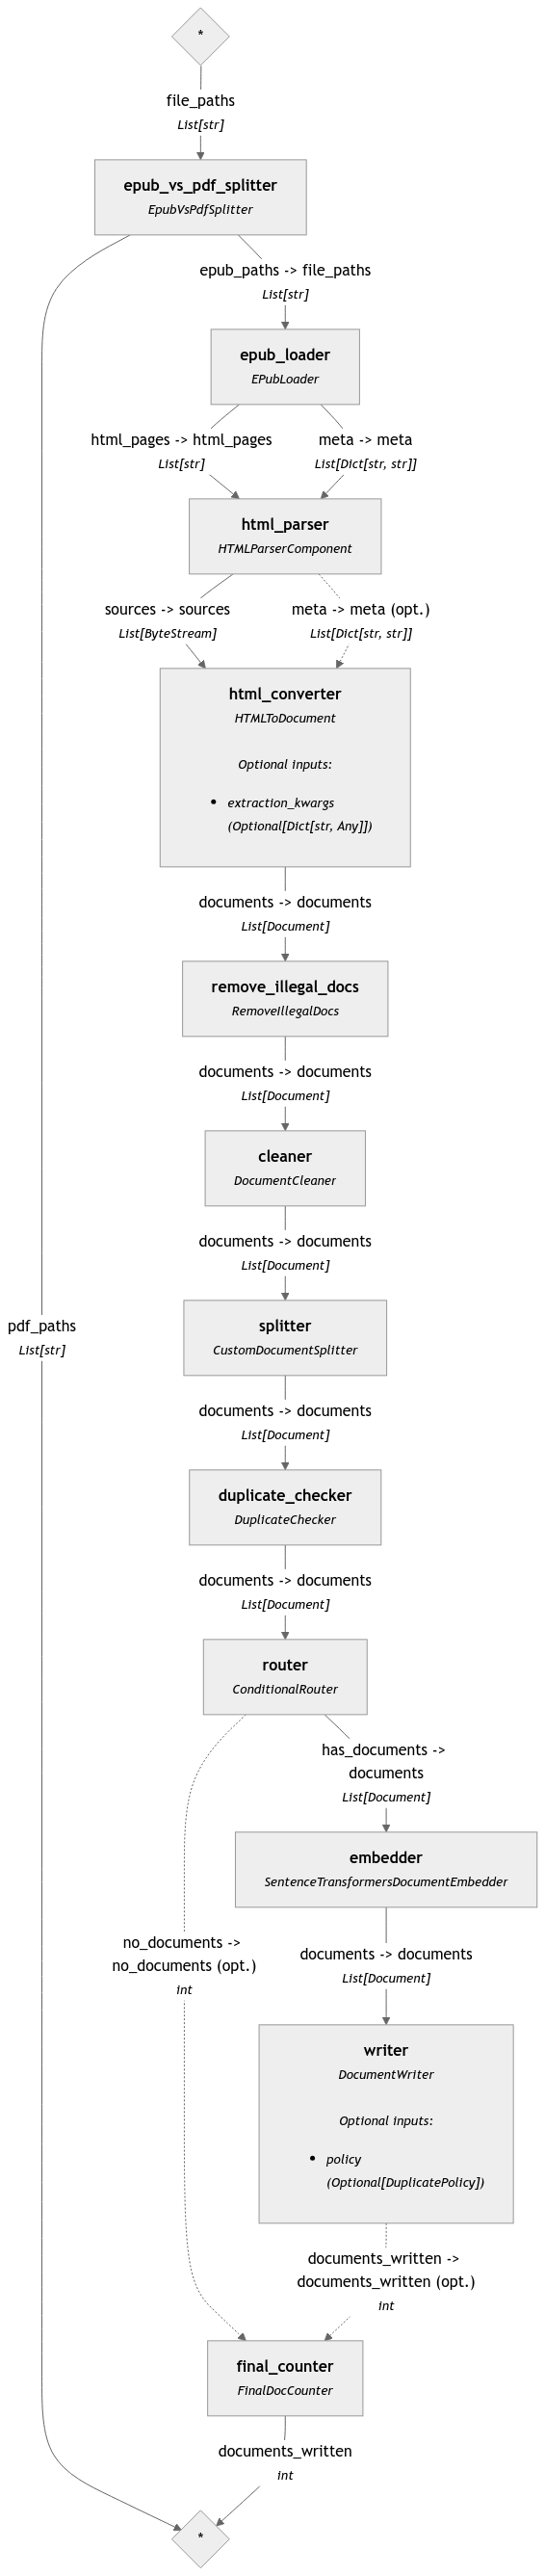 *
file_paths
List[str]
epub_vs_pdf_splitter
EpubVsPdfSplitter
epub_paths -> file_paths
List[str]
epub_loader
EPubLoader
html_pages -> html_pages
List[str]
meta -> meta
List[Dict[str, str]]
html_parser
HTMLParserComponent
sources -> sources
List[ByteStream]
meta -> meta (opt.)
List[Dict[str, str]]
html_converter
HTMLToDocument
Optional inputs:
• extraction_kwargs
(Optional[Dict[str, Any]])
documents -> documents
List[Document]
remove_illegal_docs
RemoveIllegalDocs
documents -> documents
List[Document]
cleaner
DocumentCleaner
documents -> documents
List[Document]
pdf_paths
List[str]
splitter
CustomDocumentSplitter
documents -> documents
List[Document]
duplicate_checker
DuplicateChecker
documents -> documents
List[Document]
router
ConditionalRouter
has_documents ->
documents
List[Document]
embedder
SentenceTransformersDocumentEmbedder
no_documents ->
no_documents (opt.)
int
documents -> documents
List[Document]
writer
DocumentWriter
Optional inputs:
• policy
(Optional[DuplicatePolicy])
documents_written ->
documents_written (opt.)
int
final_counter
FinalDocCounter
documents_written
int
*